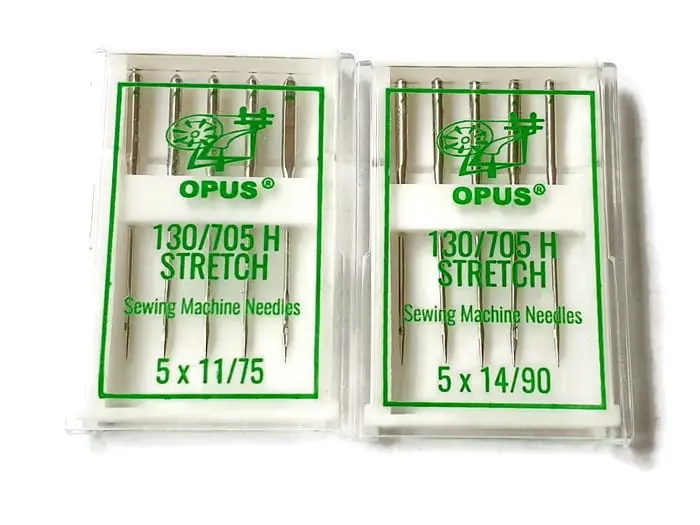 OPUS®
130/705 H
STRETCH
Sewing Machine Needles
5 x 11/75
OPUS®
130/705 H
STRETCH
Sewing Machine Needles
5 x 14/90